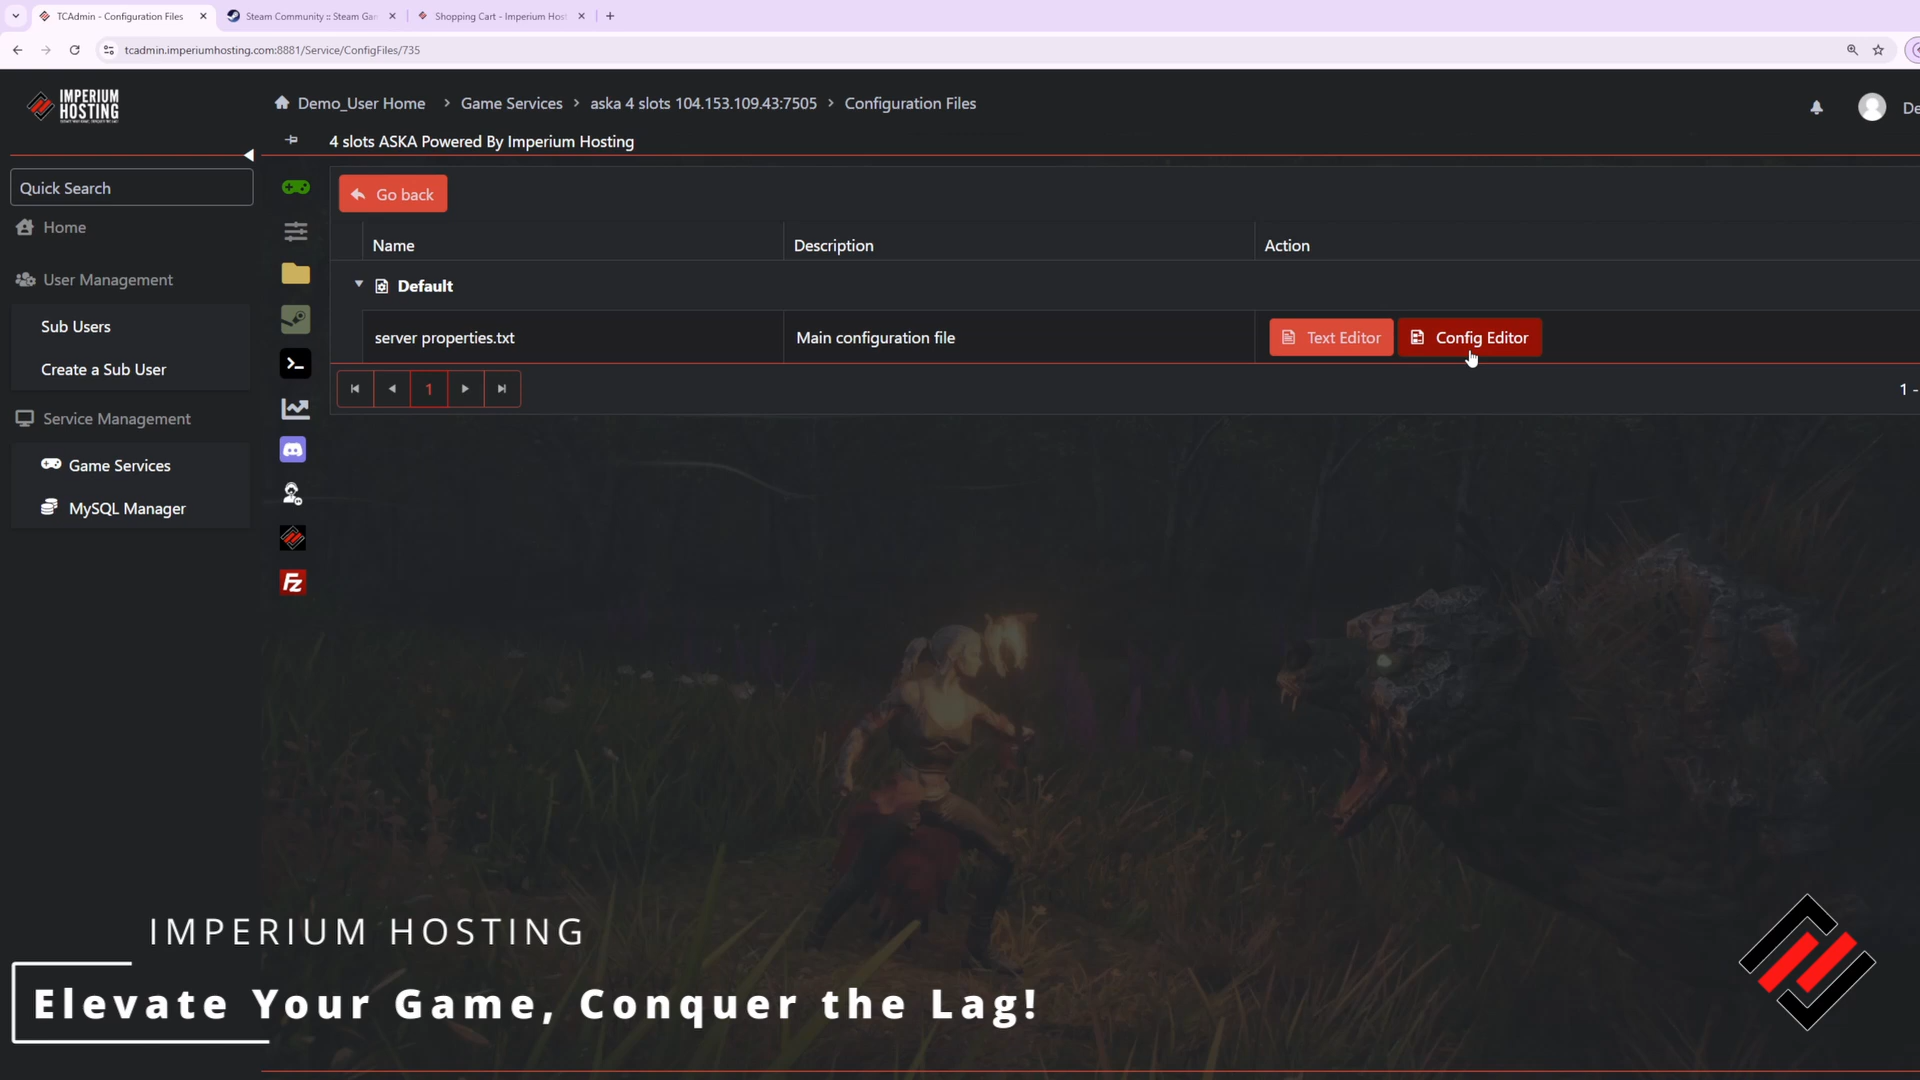 TCAdmin - Configuration Files
Steam Community :: Steam Gam
Shopping Cart - Imperium Host
tcadmin.imperiumhosting.com:8881/Service/ConfigFiles/735
IMPERIUM
HOSTING
Demo_User Home > Game Services > aska 4 slots 104.153.109.43:7505 > Configuration Files
De
4 slots ASKA Powered By Imperium Hosting
Quick Search
Home
User Management
Sub Users
Create a Sub User
Service Management
Game Services
MySQL Manager
Go back
Name Description Action
Default
server properties.txt Main configuration file Text Editor Config Editor
1
1 -
Fz
IMPERIUM HOSTING
Elevate Your Game, Conquer the Lag!